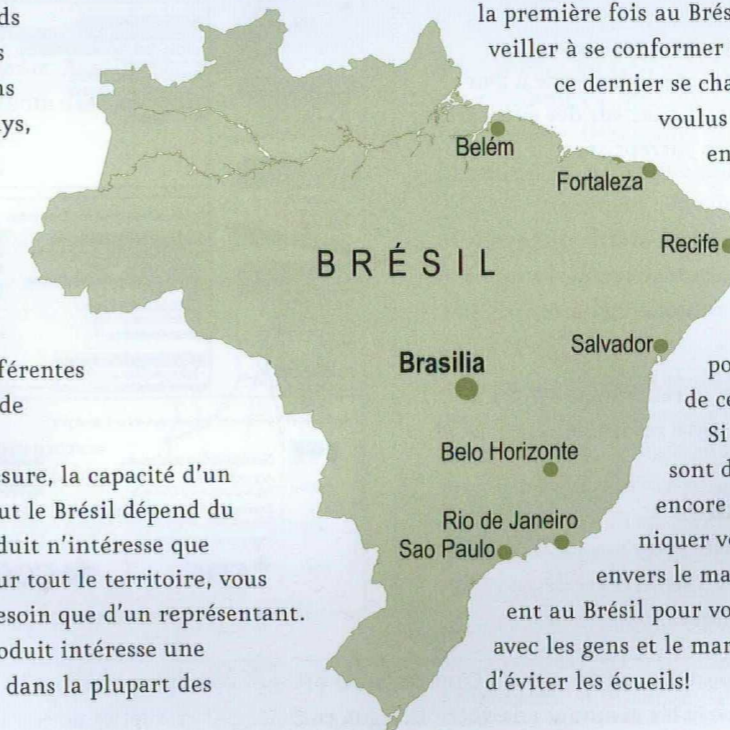 ds
s
ns
ys,
férentes
de
sure, la capacité d'un
ut le Brésil dépend du
duit n'intéresse que
ur tout le territoire, vous
esoin que d'un représentant.
oduit intéresse une
dans la plupart des
BRÉSIL
Belém
Fortaleza
Recife
Salvador
Brasilia
Belo Horizonte
Rio de Janeiro
Sao Paulo
la première fois au Brés
veiller à se conformer
ce dernier se cha
voulus
en
po
de ce
Si
sont d
encore
niquer vo
envers le ma
ent au Brésil pour vo
avec les gens et le mar
d'éviter les écueils!